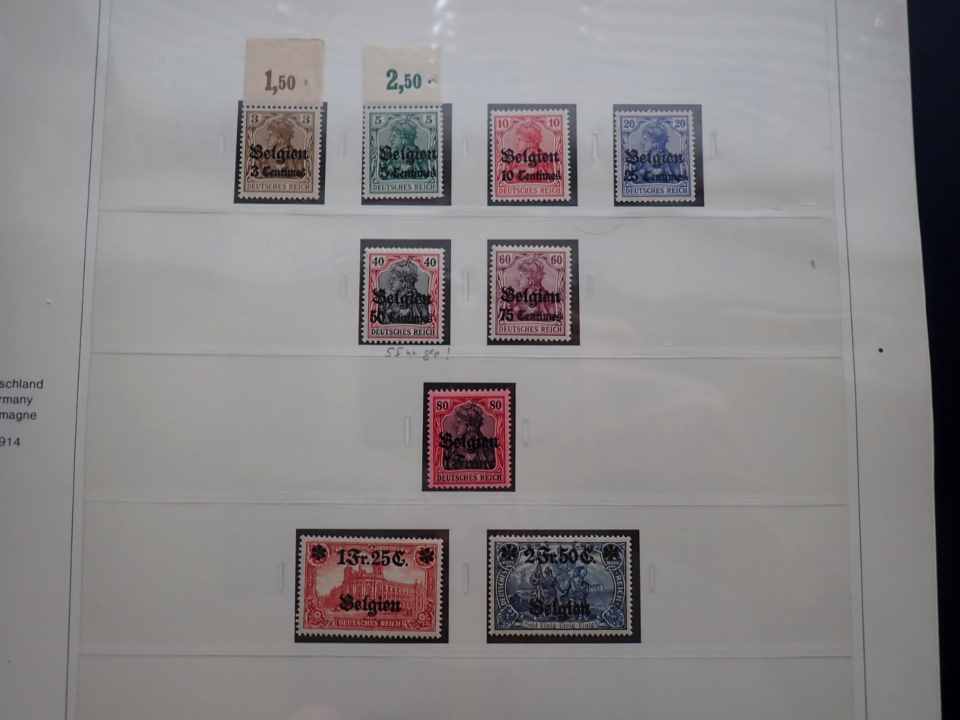 1,50
2,50
3 3
Belgien
3 Centimes
DEUTSCHES REICH
5 5
Belgien
5 Centimes
DEUTSCHES REICH
10 10
Belgien
10 Centimes
DEUTSCHES REICH
20 20
Belgien
25 Centimes
DEUTSCHES REICH
40 40
Belgien
50 Centimes
DEUTSCHES REICH
60 60
Belgien
75 Centimes
DEUTSCHES REICH
schland
rmany
magne
914
80 80
Belgien
DEUTSCHES REICH
1 Fr. 25 C.
Belgien
DEUTSCHES REICH
2 Fr. 50 C.
DEUTSCHES REICH
Belgien